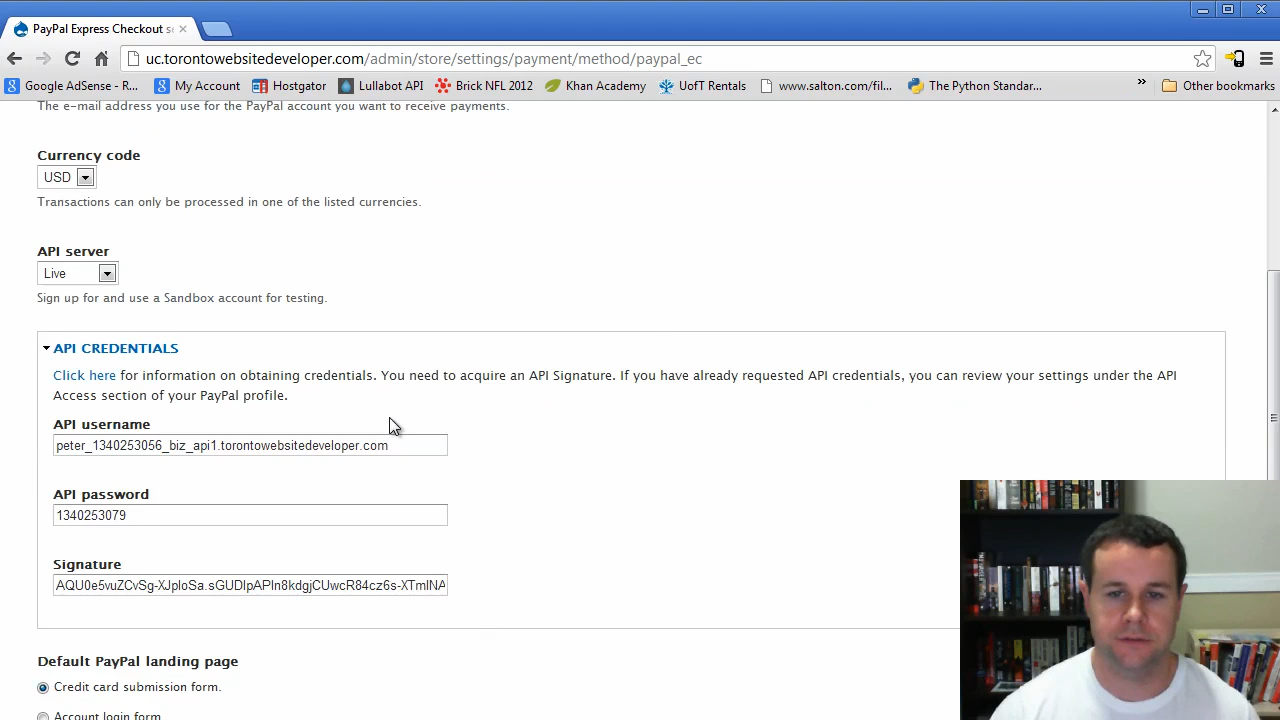 PayPal Express Checkout s
uc.torontowebsitedeveloper.com/admin/store/settings/payment/method/paypal_ec
Google AdSense - R... My Account Hostgator Lullabot API Brick NFL 2012 Khan Academy UofT Rentals www.salton.com/fil... The Python Standar... » Other bookmarks
The e-mail address you use for the PayPal account you want to receive payments.
Currency code
USD
Transactions can only be processed in one of the listed currencies.
API server
Live
Sign up for and use a Sandbox account for testing.
API CREDENTIALS
Click here for information on obtaining credentials. You need to acquire an API Signature. If you have already requested API credentials, you can review your settings under the API
Access section of your PayPal profile.
API username
peter_1340253056_biz_api1.torontowebsitedeveloper.com
API password
1340253079
Signature
AQU0e5vuZCvSg-XJploSa.sGUDlpAPIn8kdgjCUwcR84cz6s-XTmINA
Default PayPal landing page
Credit card submission form.
Account login form.